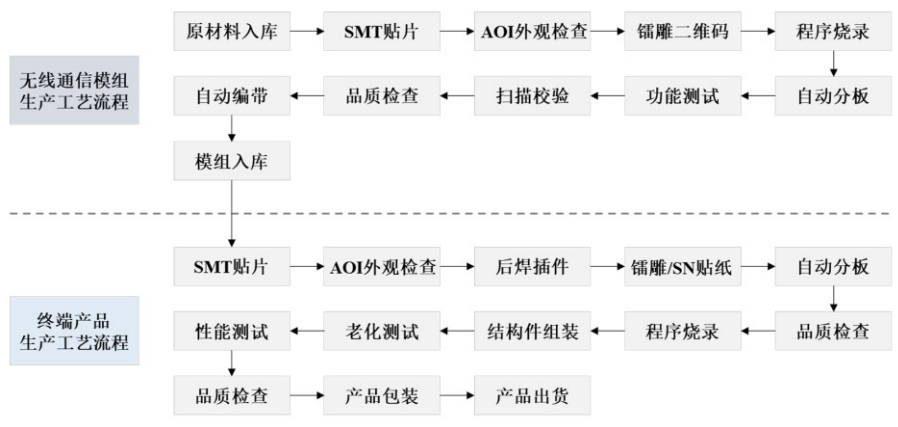 原材料入库
SMT贴片
AOI外观检查
镭雕二维码
程序烧录
无线通信模组
生产工艺流程
自动编带
品质检查
扫描校验
功能测试
自动分板
模组入库
SMT贴片
AOI外观检查
后焊插件
镭雕/SN贴纸
自动分板
终端产品
生产工艺流程
性能测试
老化测试
结构件组装
程序烧录
品质检查
品质检查
产品包装
产品出货